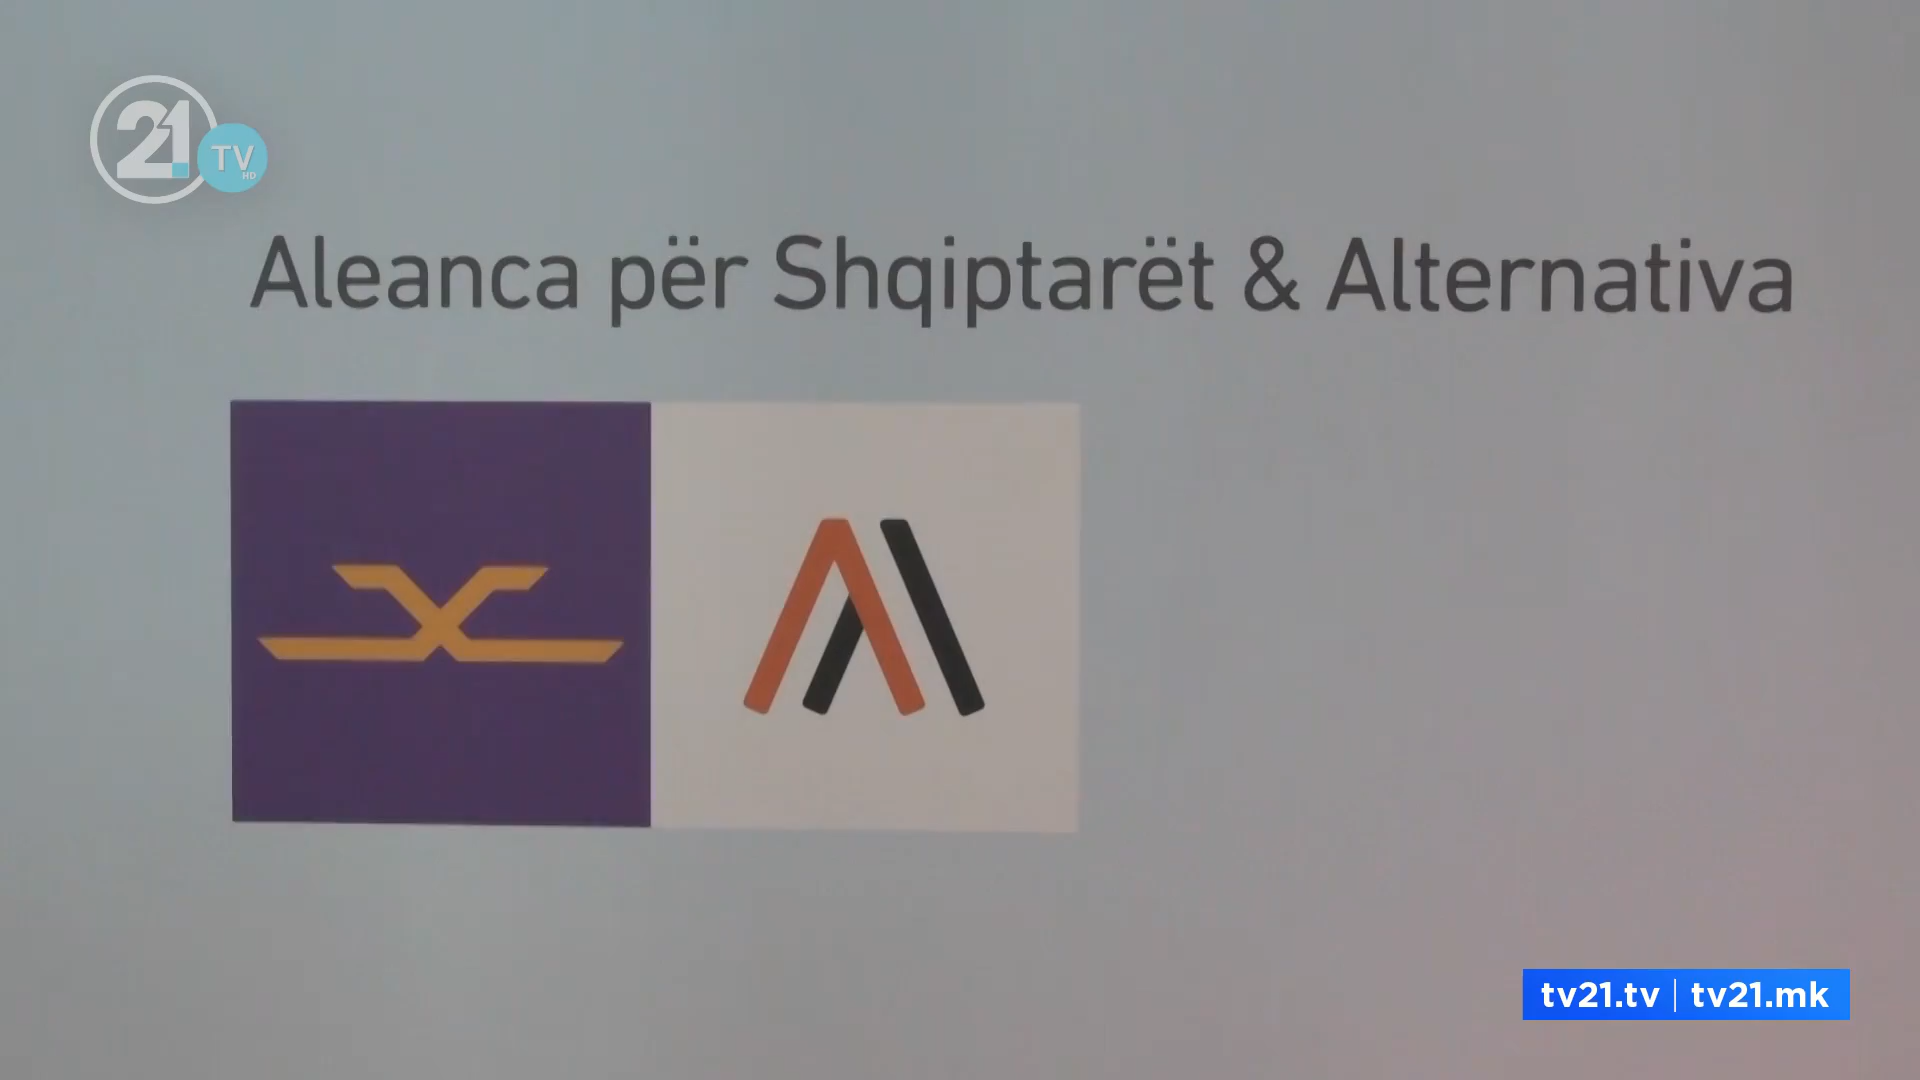 21
TV
HD
Aleanca për Shqiptarët & Alternativa
tv21.tv | tv21.mk